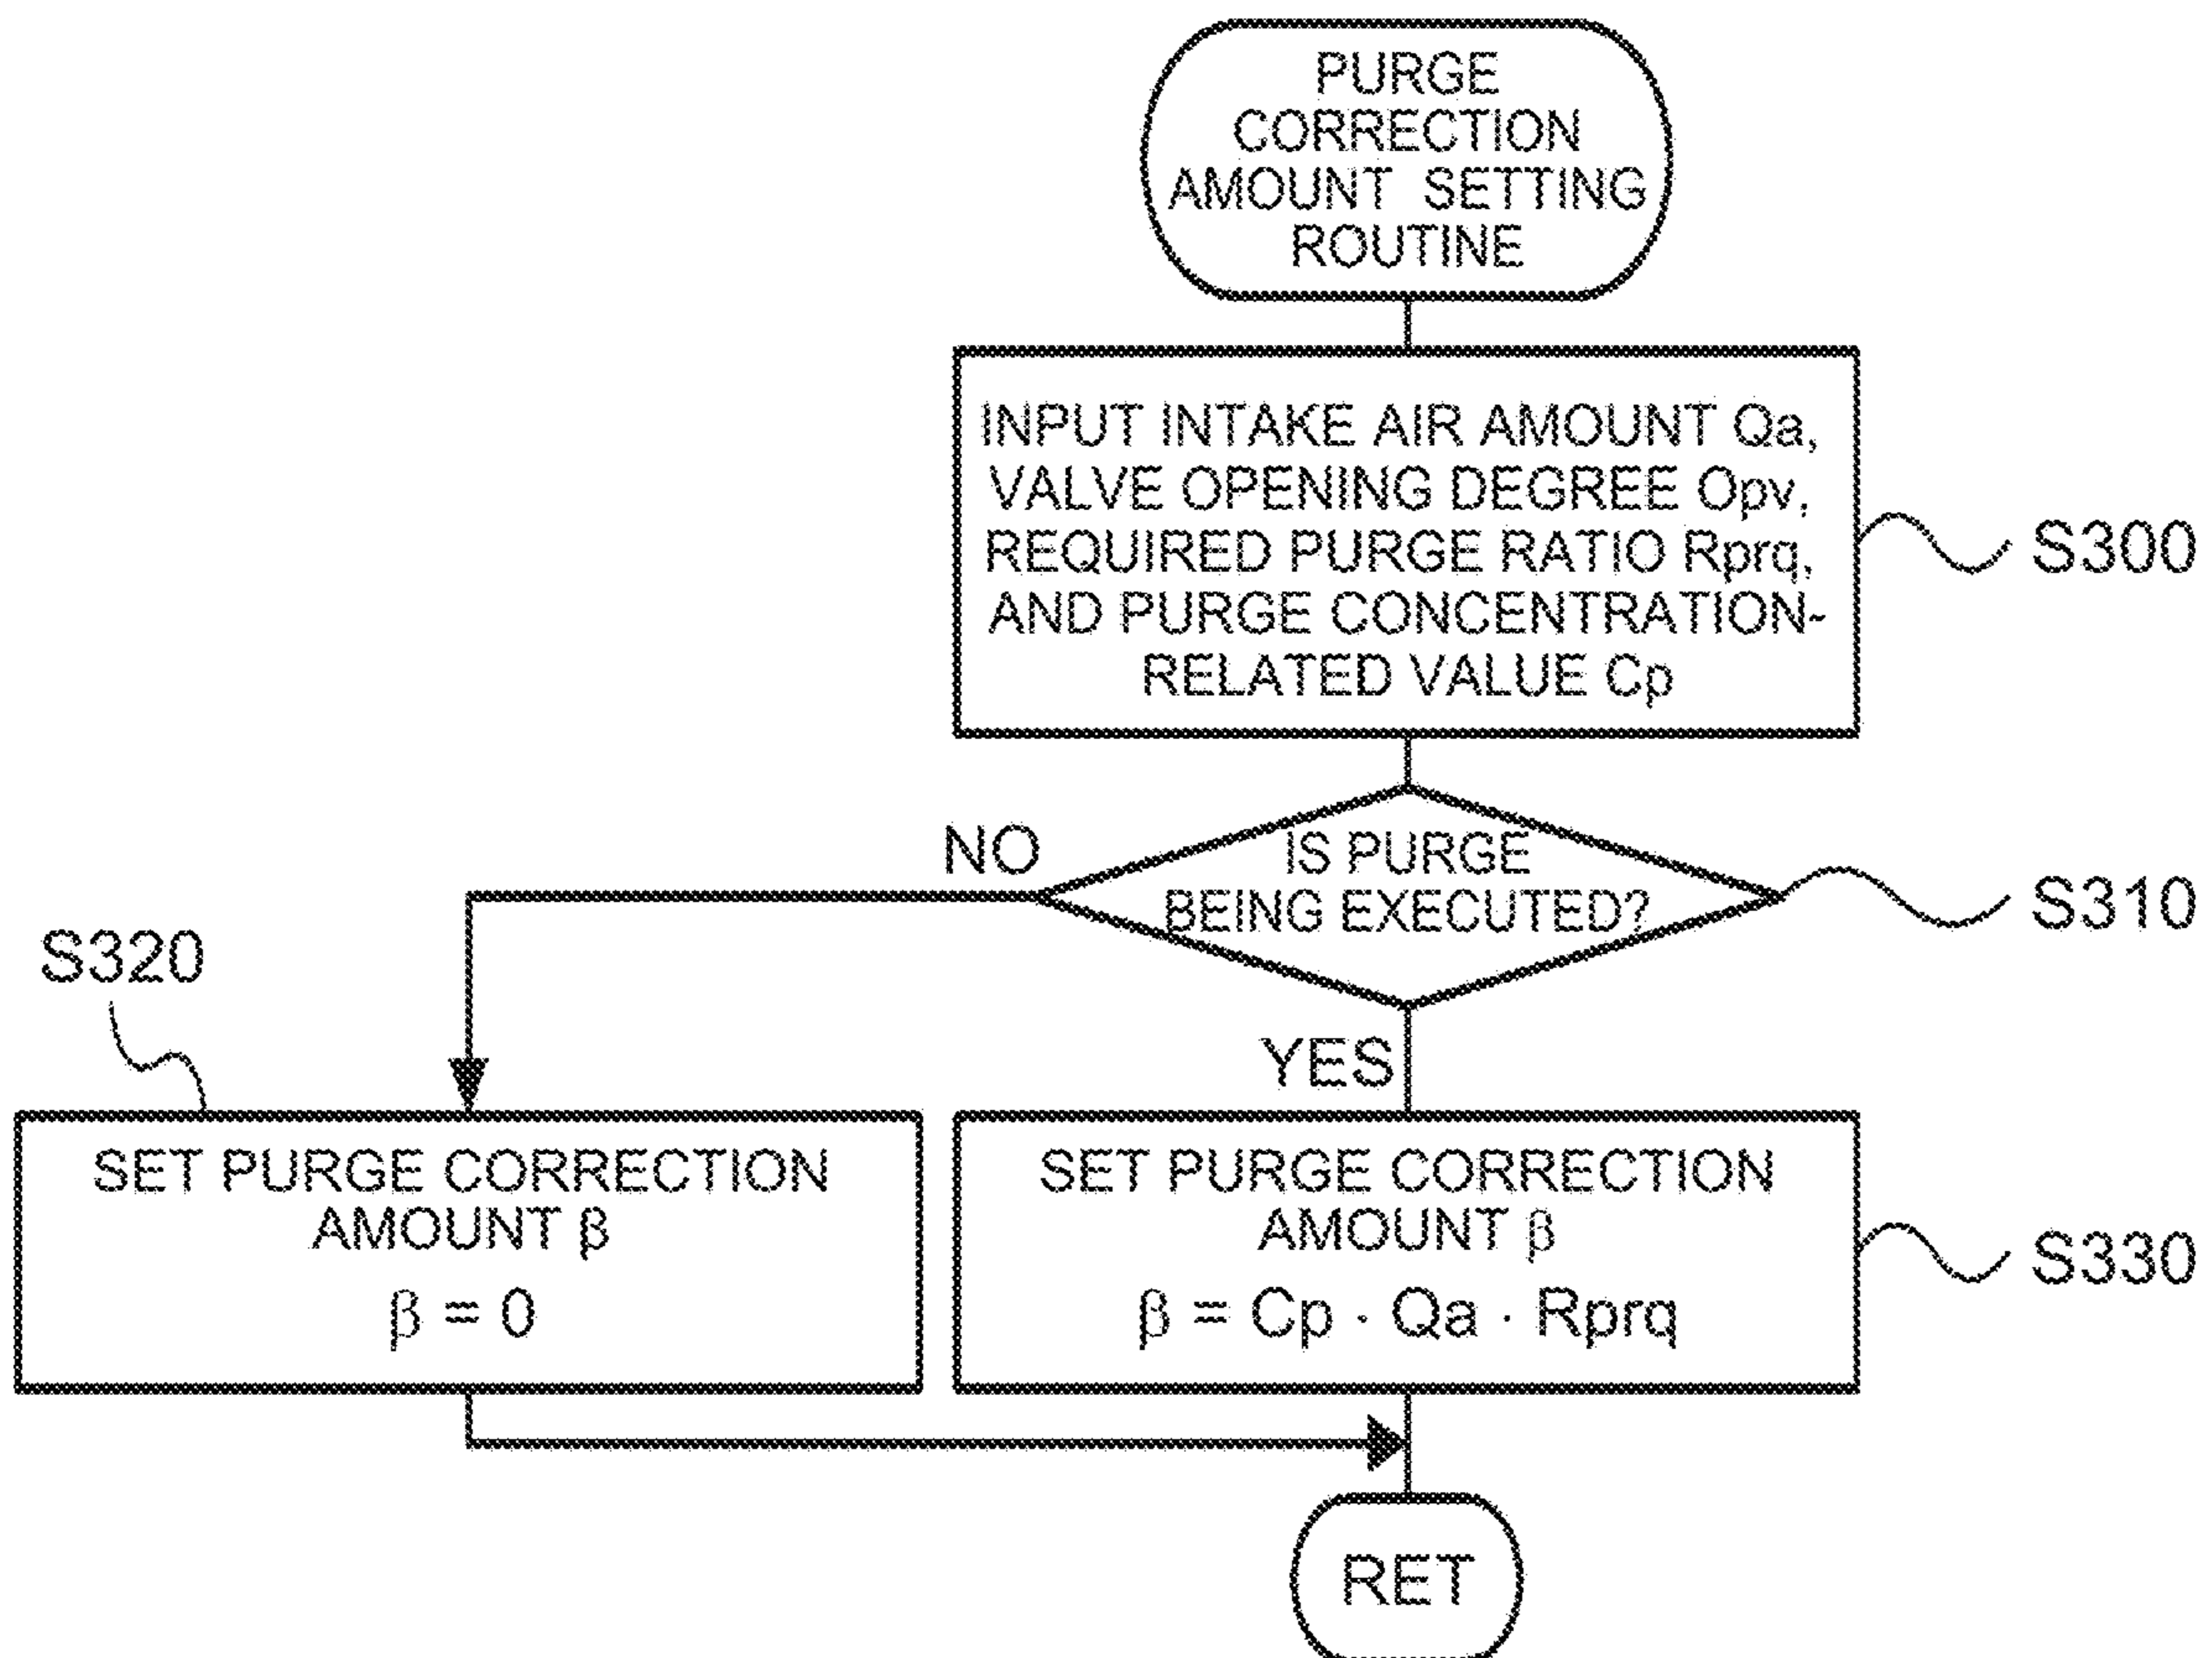 PURGE
CORRECTION
AMOUNT SETTING
ROUTINE
INPUT INTAKE AIR AMOUNT Qa,
VALVE OPENING DEGREE Opv,
REQUIRED PURGE RATIO Rprq,
AND PURGE CONCENTRATION-
RELATED VALUE Cp
S300
IS PURGE
BEING EXECUTED?
S310
NO
YES
S320
SET PURGE CORRECTION
AMOUNT β
β = 0
SET PURGE CORRECTION
AMOUNT β
β = Cp · Qa · Rprq
S330
RET